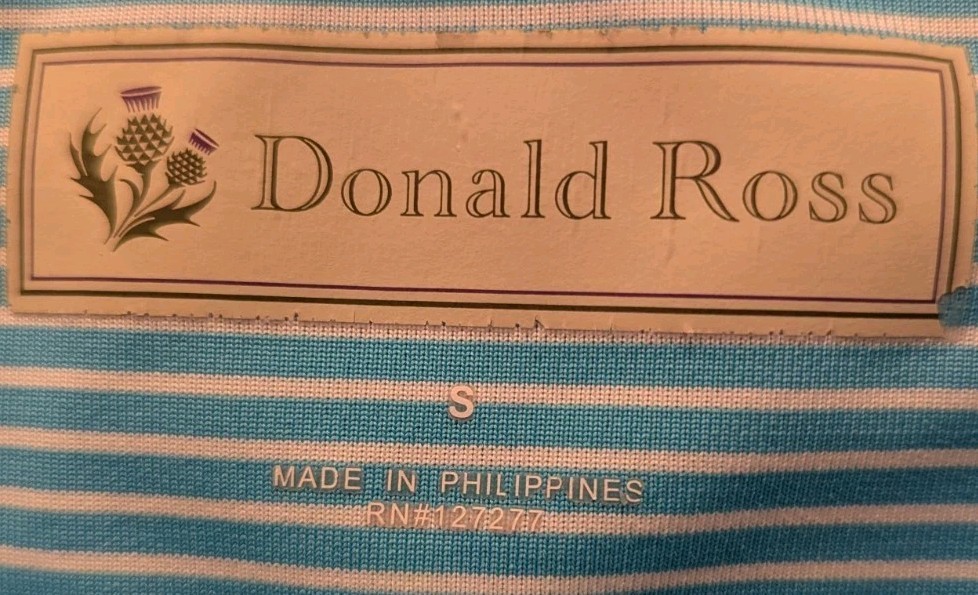 Donald Ross
S
MADE IN PHILIPPINES
RN#127277